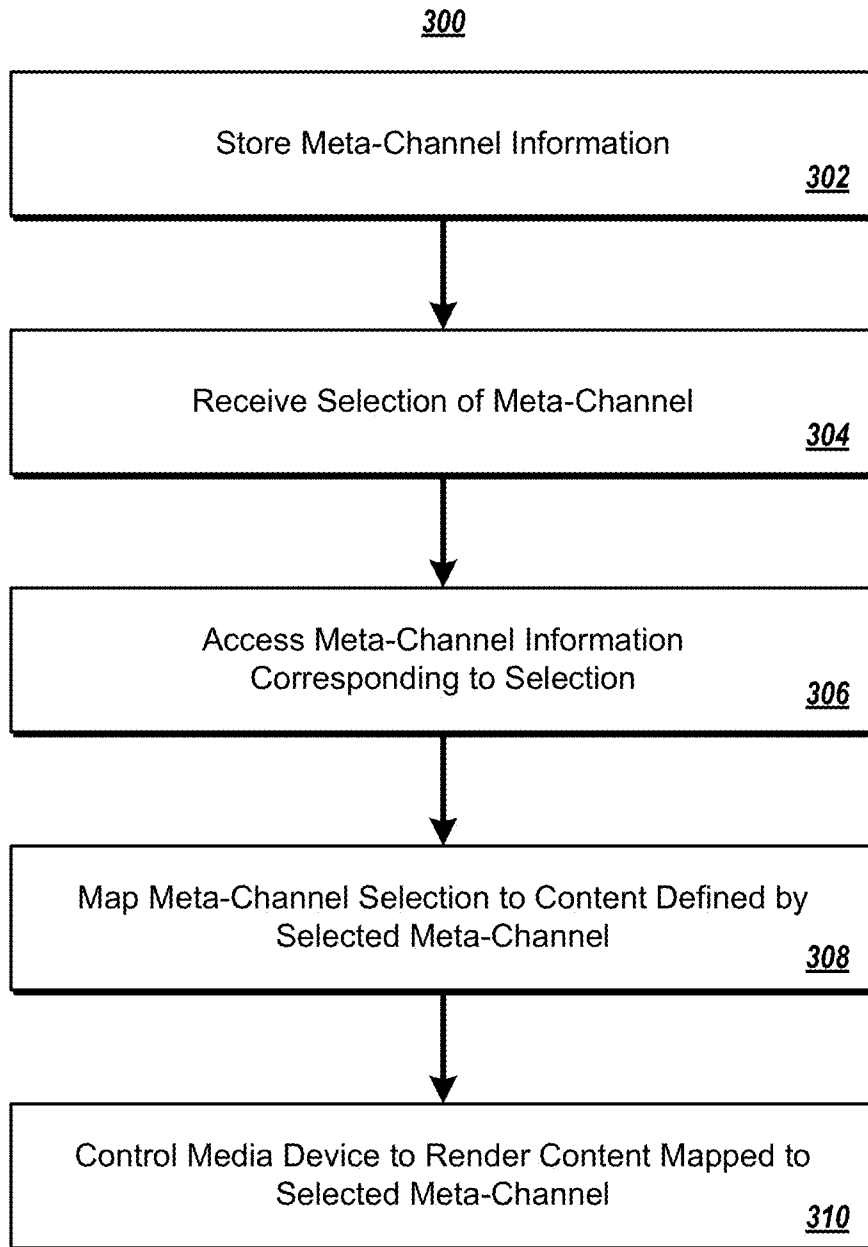 300
Store Meta-Channel Information
302
Receive Selection of Meta-Channel
304
Access Meta-Channel Information
Corresponding to Selection
306
Map Meta-Channel Selection to Content Defined by
Selected Meta-Channel
308
Control Media Device to Render Content Mapped to
Selected Meta-Channel
310